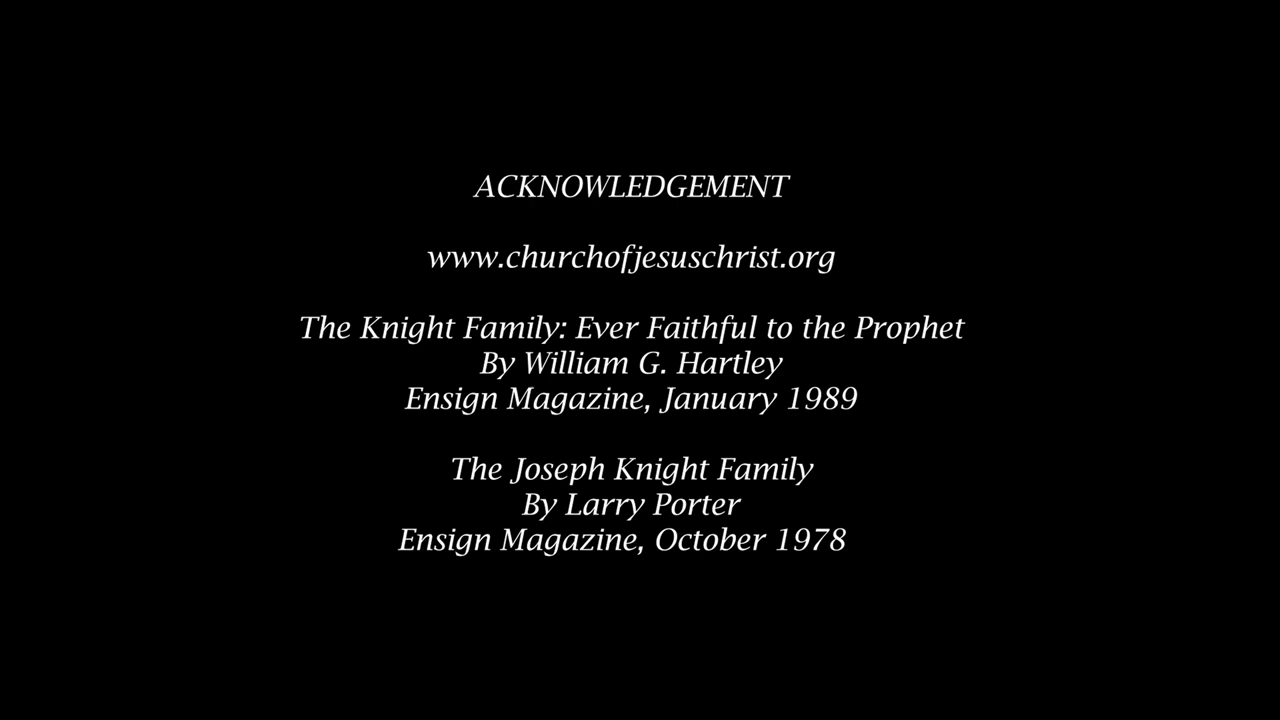 ACKNOWLEDGEMENT
www.churchofjesuschrist.org
The Knight Family: Ever Faithful to the Prophet
By William G. Hartley
Ensign Magazine, January 1989
The Joseph Knight Family
By Larry Porter
Ensign Magazine, October 1978